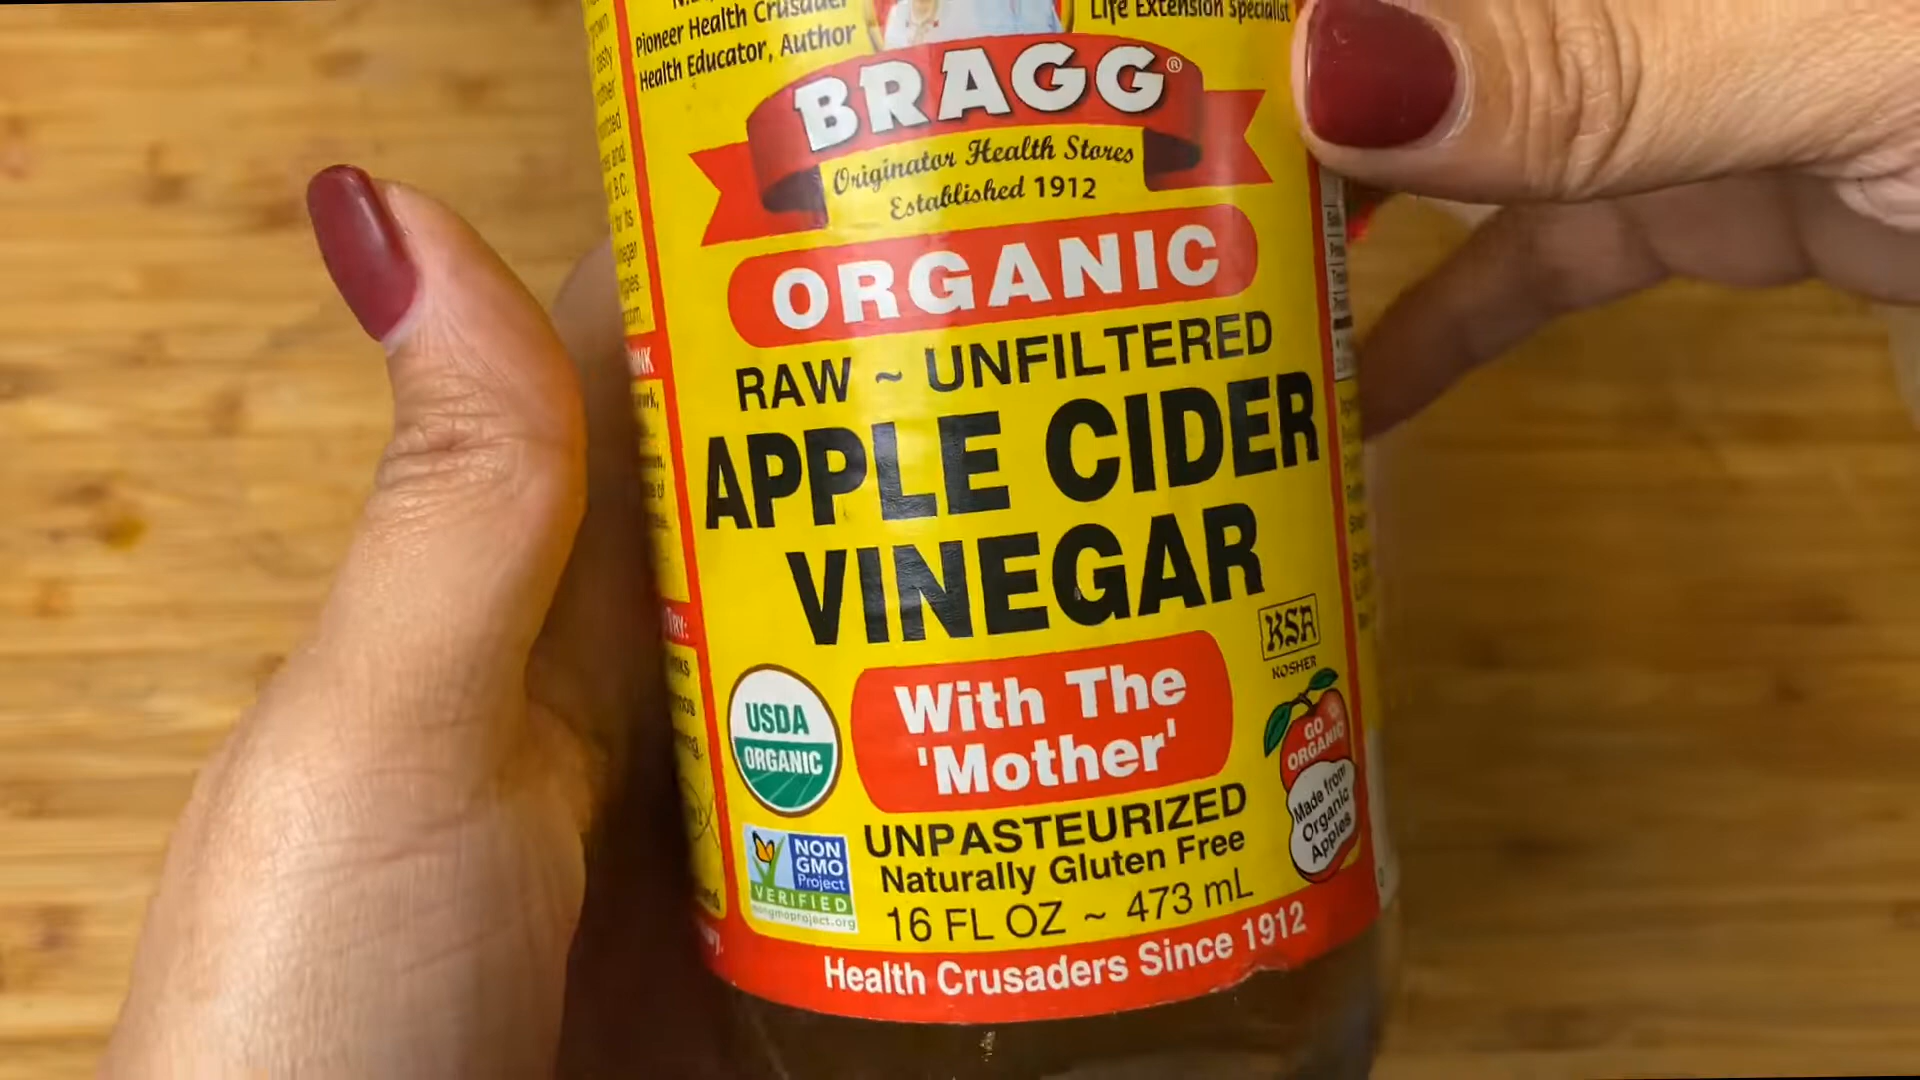 Pioneer Health Crusader
Health Educator, Author
Life Extension Specialist
BRAGG®
Originator Health Stores
Established 1912
ORGANIC
RAW ~ UNFILTERED
APPLE CIDER
VINEGAR
KSA
KOSHER
With The
'Mother'
USDA
ORGANIC
GO
ORGANIC
Made from
Organic
Apples
UNPASTEURIZED
Naturally Gluten Free
16 FL OZ ~ 473 mL
NON
GMO
Project
VERIFIED
nongmoproject.org
Health Crusaders Since 1912
TRY: